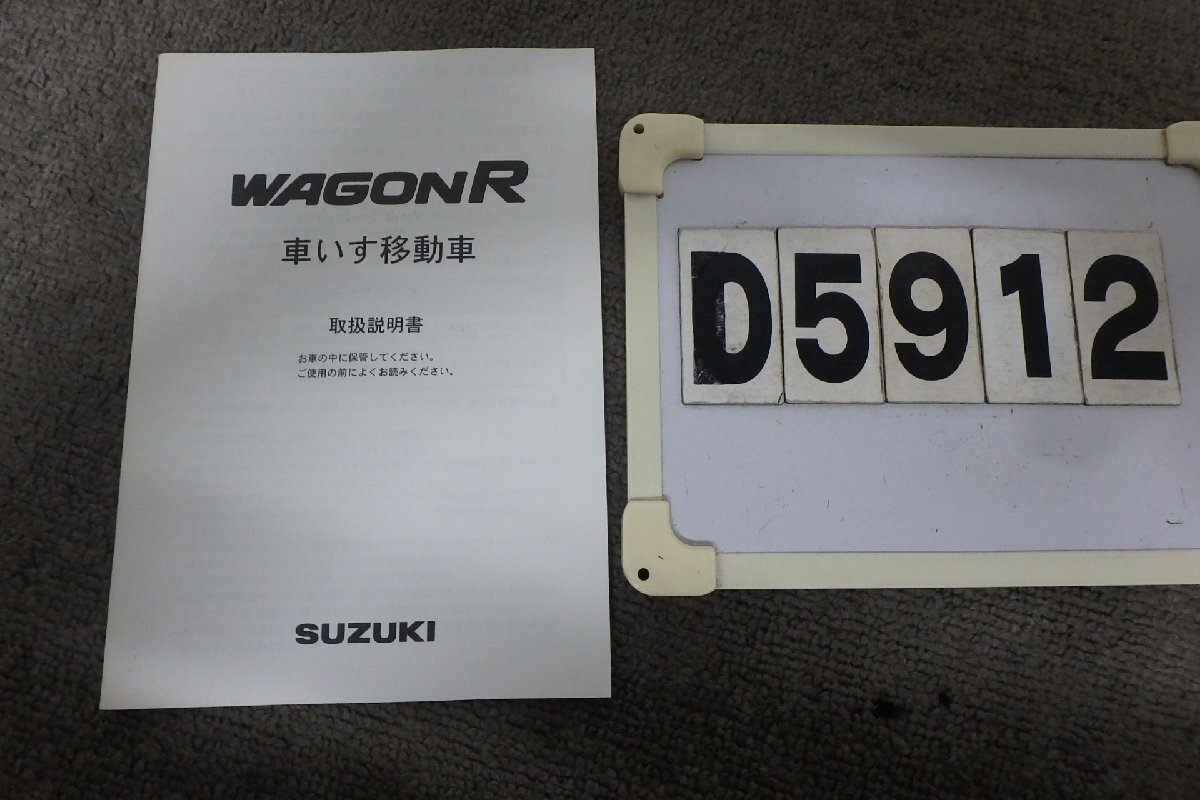 WAGON R
車いす移動車
取扱説明書
お車の中に保管してください。
ご使用の前によくお読みください。
SUZUKI
D5912